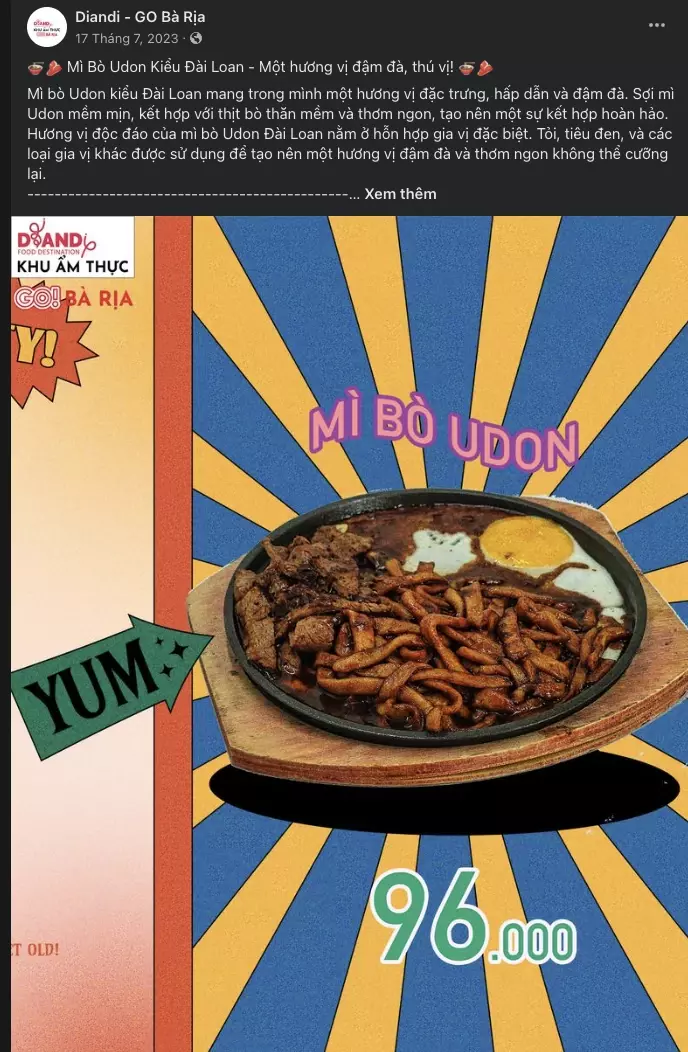 Diandi - GO Bà Rịa
17 Tháng 7, 2023 ·
🍜🍖 Mì Bò Udon Kiểu Đài Loan - Một hương vị đậm đà, thú vị! 🍜🍖
Mì bò Udon kiểu Đài Loan mang trong mình một hương vị đặc trưng, hấp dẫn và đậm đà. Sợi mì
Udon mềm mịn, kết hợp với thịt bò thăn mềm và thơm ngon, tạo nên một sự kết hợp hoàn hảo.
Hương vị độc đáo của mì bò Udon Đài Loan nằm ở hỗn hợp gia vị đặc biệt. Tỏi, tiêu đen, và các
loại gia vị khác được sử dụng để tạo nên một hương vị đậm đà và thơm ngon không thể cưỡng
lại.
-----------------------------------------------... Xem thêm
DIANDi
FOOD DESTINATION
KHU ẨM THỰC
GO! BÀ RỊA
Y!
MÌ BÒ UDON
YUM
96.000
ET OLD!